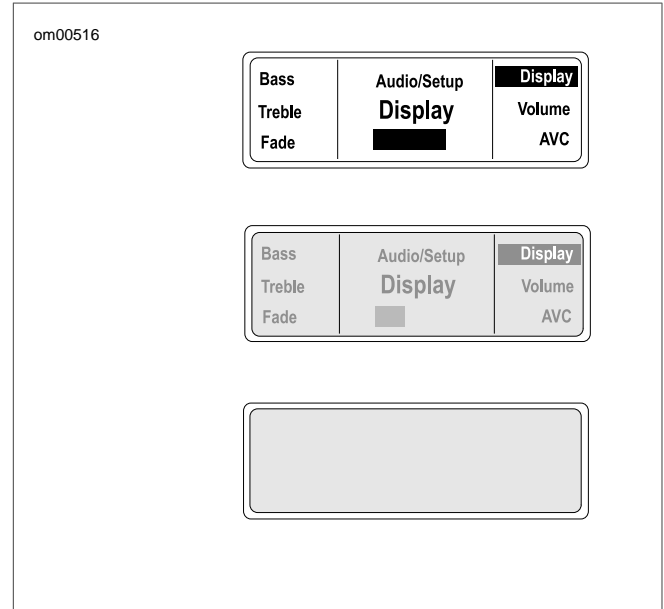 om00516
Bass
Treble
Fade
Audio/Setup
Display
Display
Volume
AVC
Bass
Treble
Fade
Audio/Setup
Display
Display
Volume
AVC